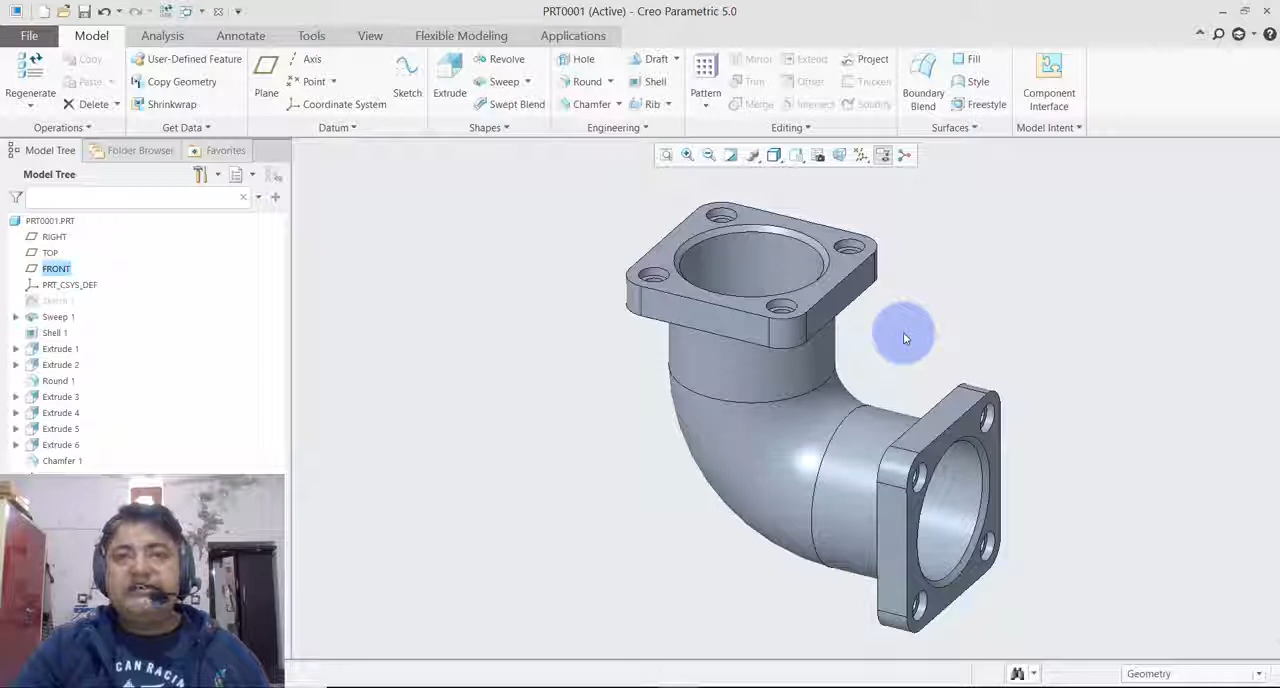 PRT0001 (Active) - Creo Parametric 5.0
File Model Analysis Annotate Tools View Flexible Modeling Applications
Regenerate
Copy
Paste
Delete
Operations
User-Defined Feature
Copy Geometry
Shrinkwrap
Get Data
Plane
Axis
Point
Coordinate System
Sketch
Datum
Extrude
Revolve
Sweep
Swept Blend
Shapes
Hole
Round
Chamfer
Draft
Shell
Rib
Engineering
Pattern
Mirror
Trim
Merge
Extend
Offset
Intersect
Project
Thicken
Solidify
Editing
Boundary
Blend
Fill
Style
Freestyle
Surfaces
Component
Interface
Model Intent
Model Tree Folder Browser Favorites
Model Tree
PRT0001.PRT
RIGHT
TOP
FRONT
PRT_CSYS_DEF
Sketch 1
Sweep 1
Shell 1
Extrude 1
Extrude 2
Round 1
Extrude 3
Extrude 4
Extrude 5
Extrude 6
Chamfer 1
CAN RACIN
Geometry